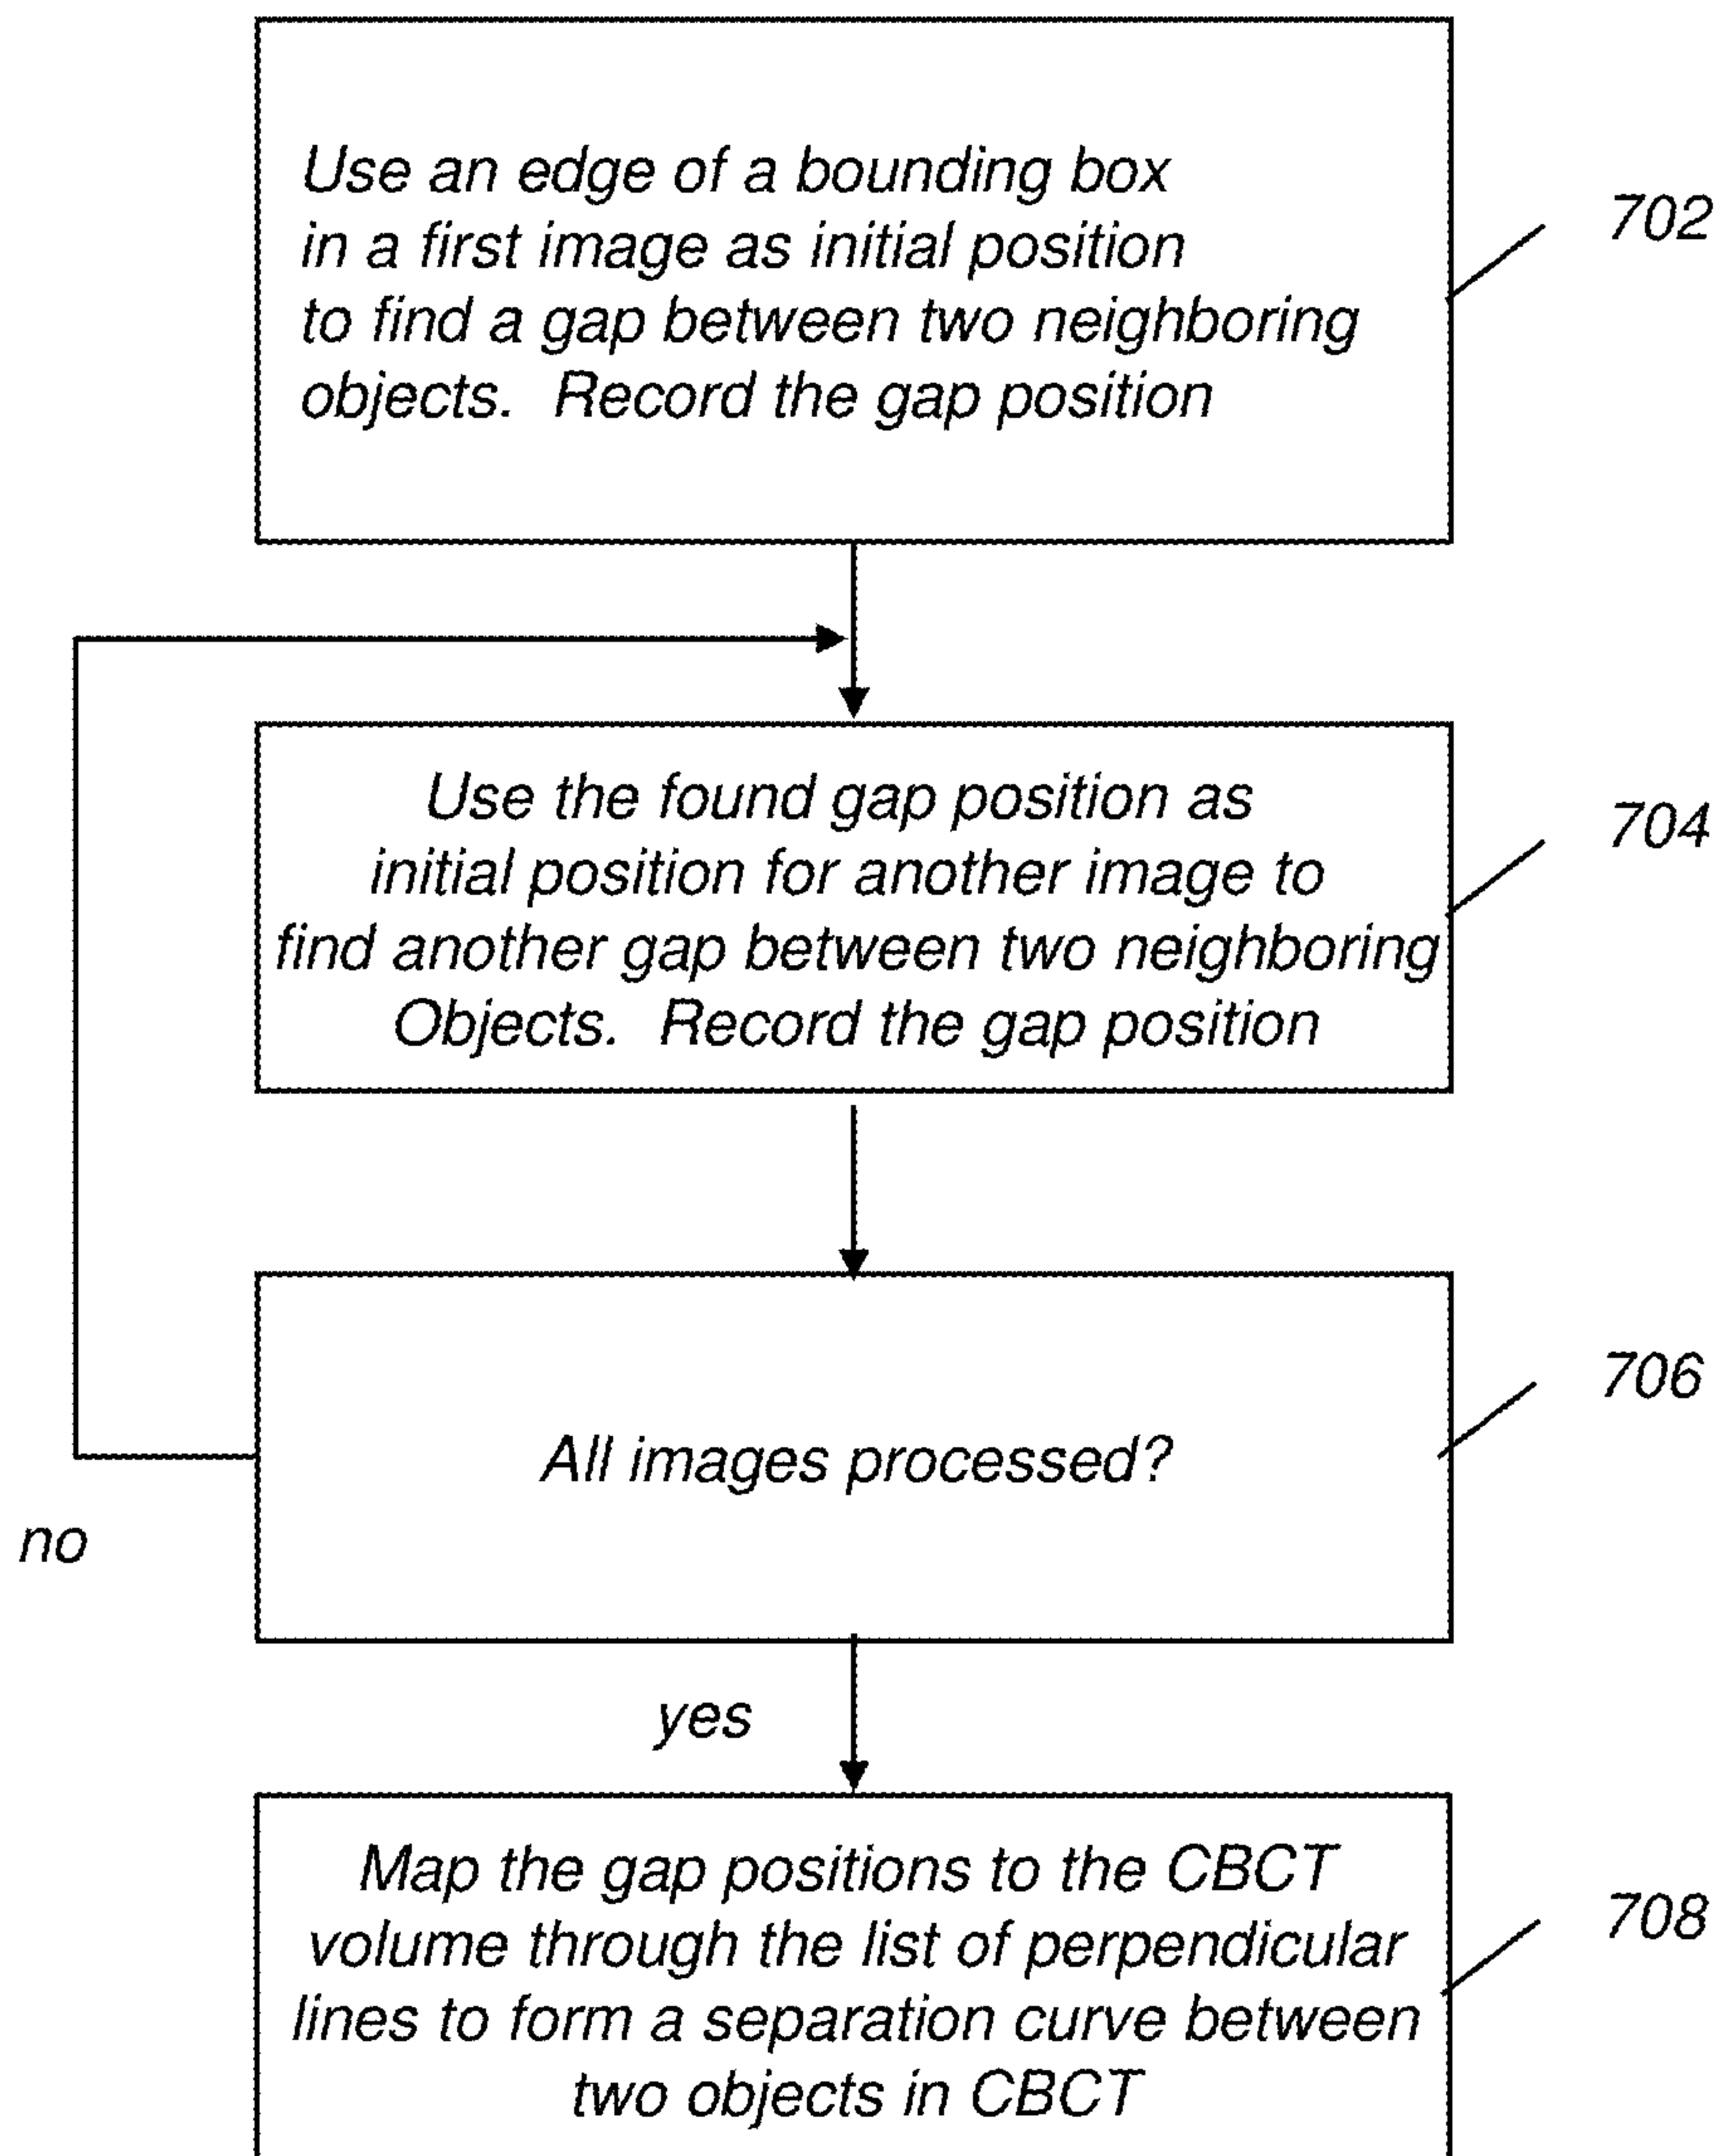 Use an edge of a bounding box
in a first image as initial position
to find a gap between two neighboring
objects. Record the gap position
702
Use the found gap position as
initial position for another image to
find another gap between two neighboring
Objects. Record the gap position
704
All images processed?
706
no
yes
Map the gap positions to the CBCT
volume through the list of perpendicular
lines to form a separation curve between
two objects in CBCT
708